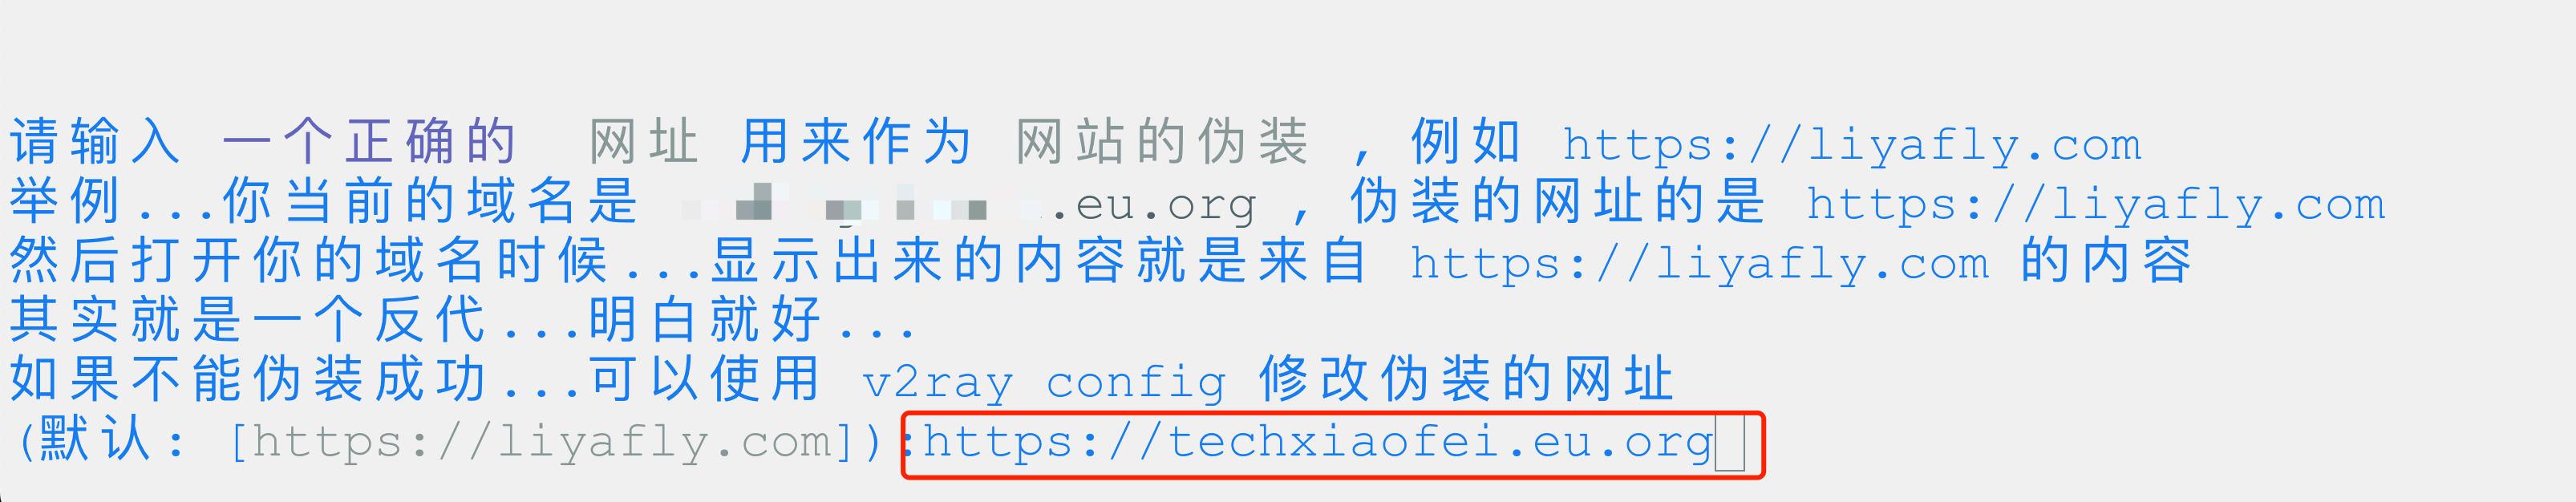 请输入 一个正确的 网址 用来作为 网站的伪装 , 例如 https://liyafly.com
举例...你当前的域名是 .eu.org , 伪装的网址的是 https://liyafly.com
然后打开你的域名时候...显示出来的内容就是来自 https://liyafly.com 的内容
其实就是一个反代...明白就好...
如果不能伪装成功...可以使用 v2ray config 修改伪装的网址
(默认: [https://liyafly.com]):https://techxiaofei.eu.org